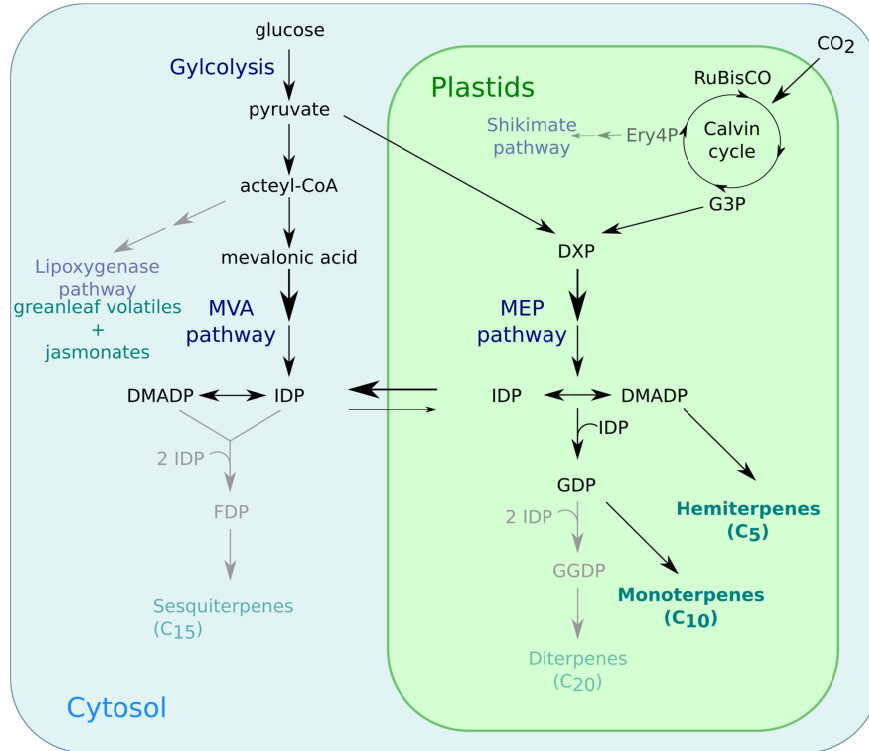 glucose
Gylcolysis
pyruvate
acteyl-CoA
mevalonic acid
Lipoxygenase
pathway
greanleaf volatiles
+
jasmonates
MVA
pathway
DMADP
IDP
2 IDP
FDP
Sesquiterpenes
(C15)
Cytosol
Plastids
CO2
RuBisCO
Calvin
cycle
Ery4P
Shikimate
pathway
G3P
DXP
MEP
pathway
IDP
DMADP
IDP
GDP
Hemiterpenes
(C5)
2 IDP
GGDP
Monoterpenes
(C10)
Diterpenes
(C20)